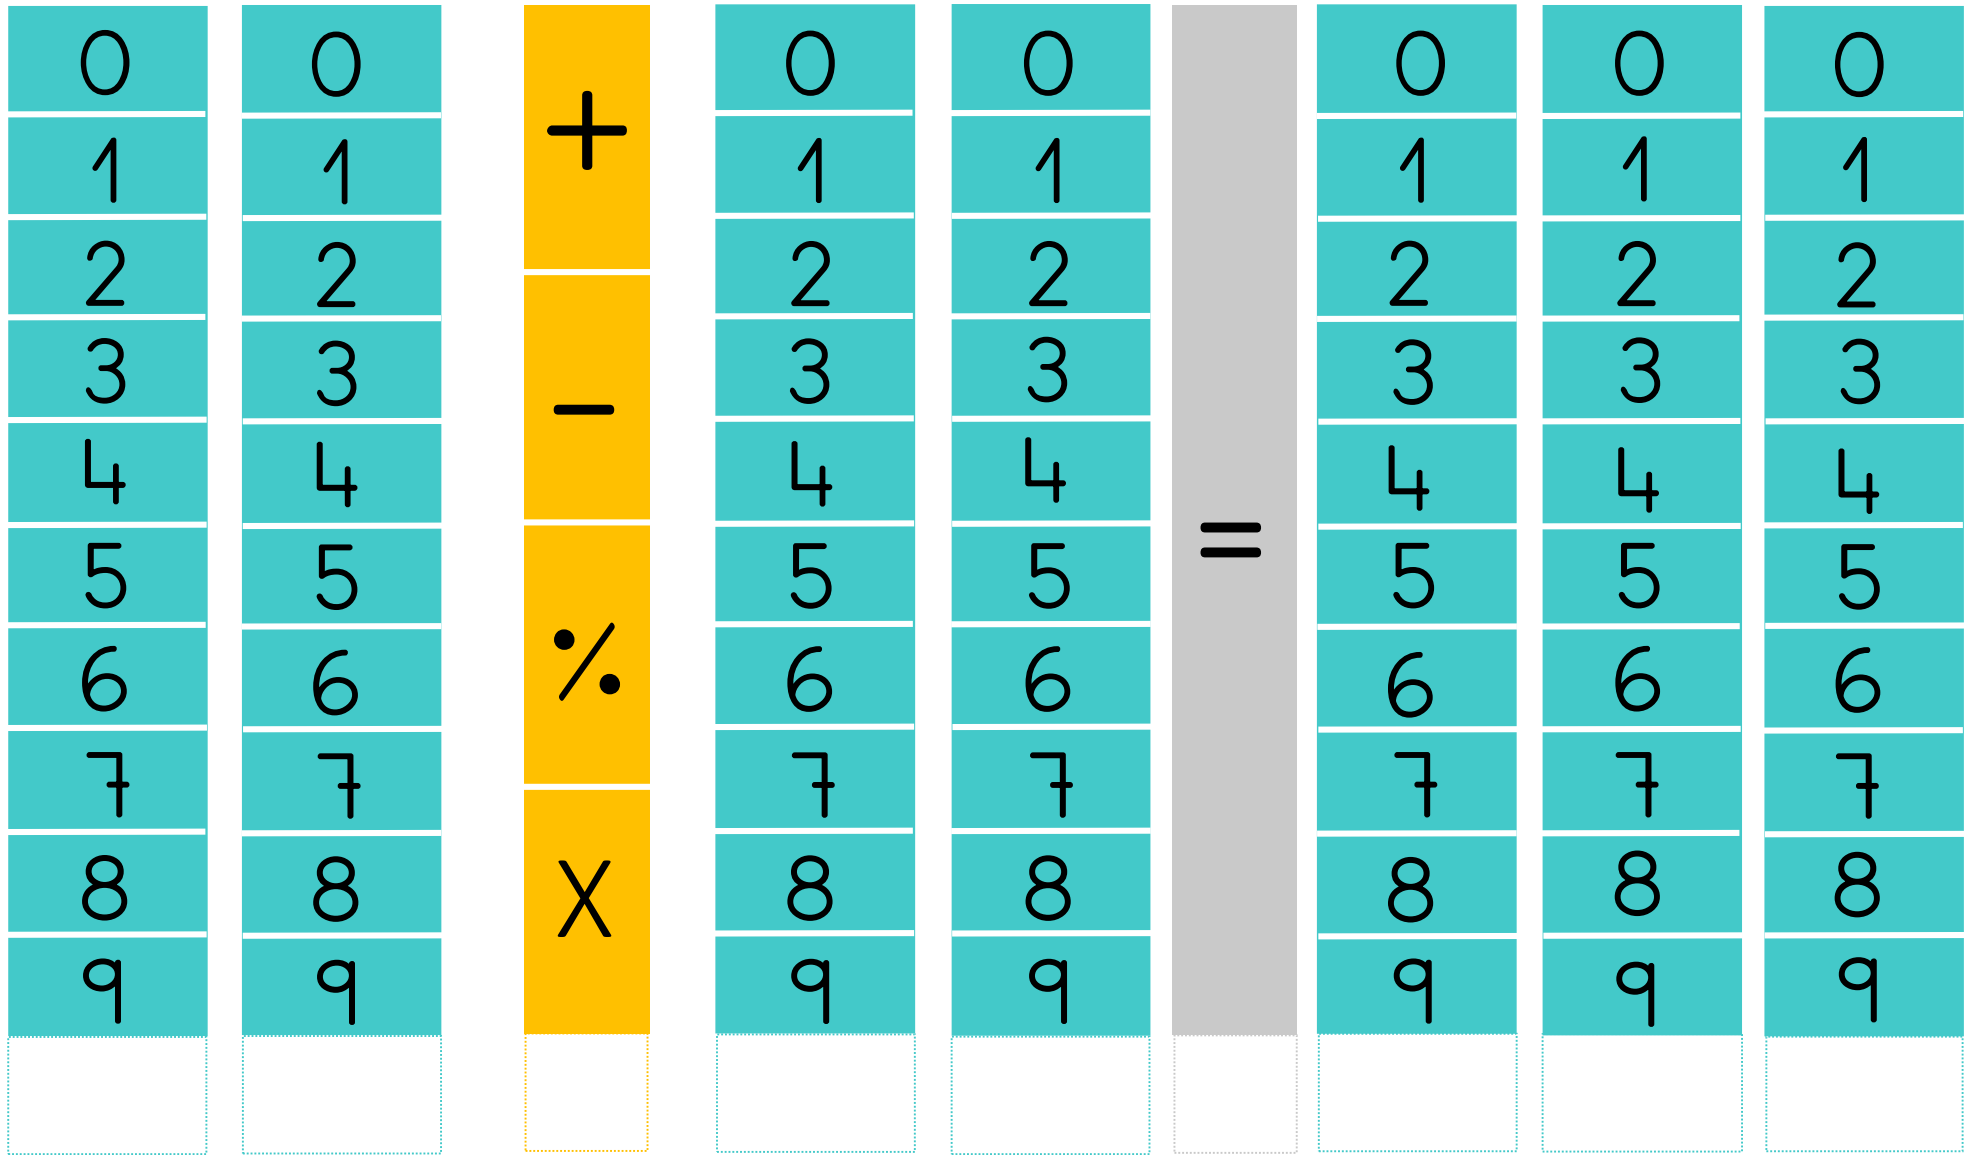 0 0 + 0 0 = 0 0 0
1 1 1 1 1 1 1
2 2 - 2 2 2 2 2
3 3 3 3 3 3 3
4 4 4 4 4 4 4
5 5 5 5 5 5 5
6 6 % 6 6 6 6 6
7 7 7 7 7 7 7
8 8 X 8 8 8 8 8
9 9 9 9 9 9 9